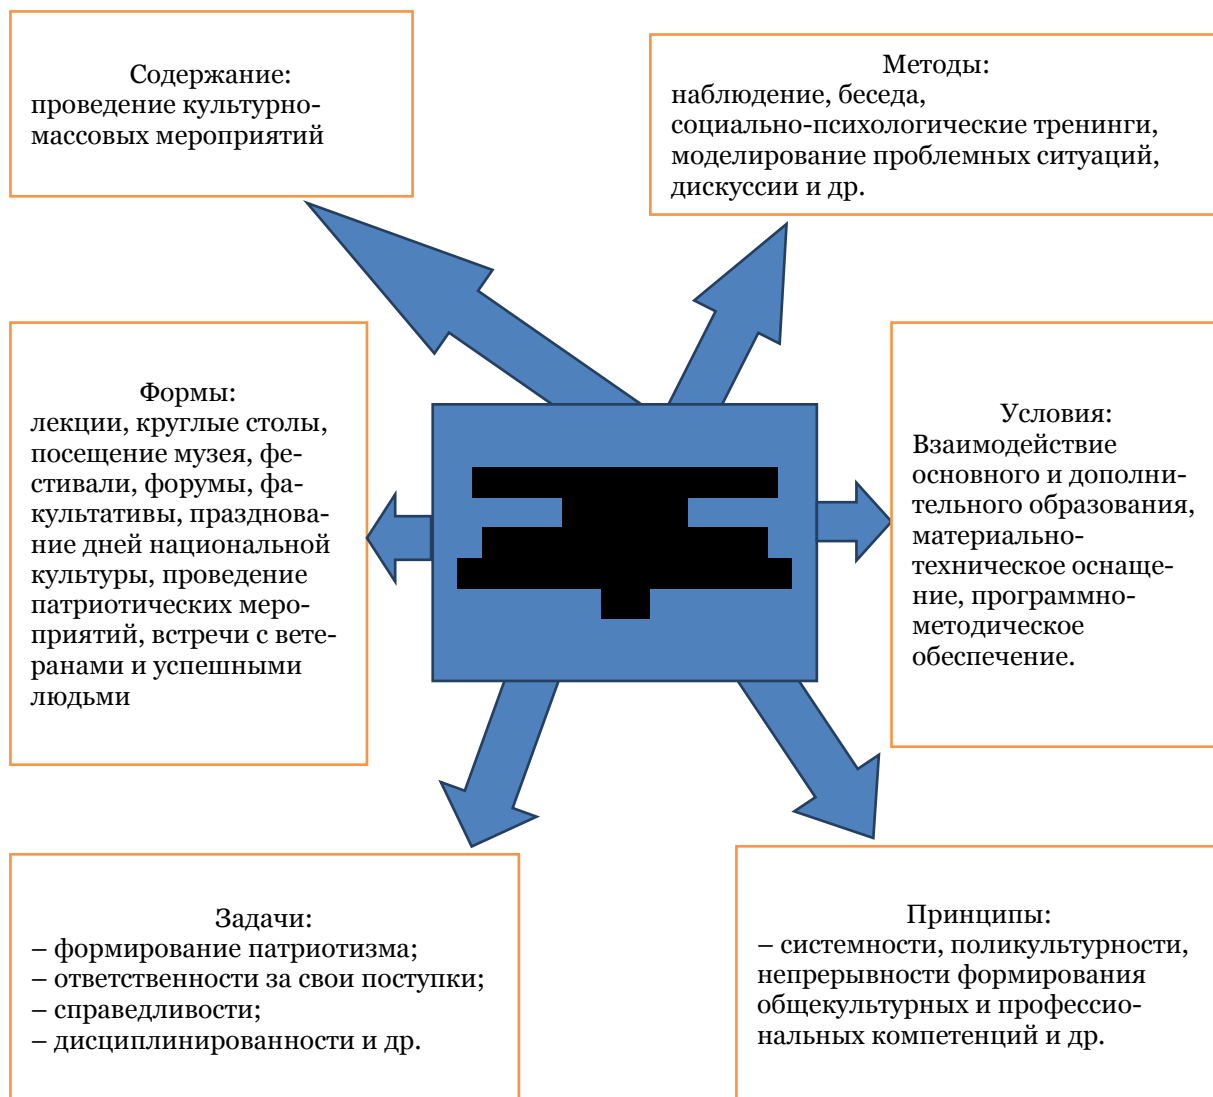 Содержание:
проведение культурно-
массовых мероприятий
Методы:
наблюдение, беседа,
социально-психологические тренинги,
моделирование проблемных ситуаций,
дискуссии и др.
Формы:
лекции, круглые столы,
посещение музея, фе-
стивали, форумы, фа-
культативы, празднова-
ние дней национальной
культуры, проведение
патриотических меро-
приятий, встречи с вете-
ранами и успешными
людьми
Условия:
Взаимодействие
основного и дополни-
тельного образования,
материально-
техническое оснаще-
ние, программно-
методическое
обеспечение.
Задачи:
– формирование патриотизма;
– ответственности за свои поступки;
– справедливости;
– дисциплинированности и др.
Принципы:
– системности, поликультурности,
непрерывности формирования
общекультурных и профессио-
нальных компетенций и др.